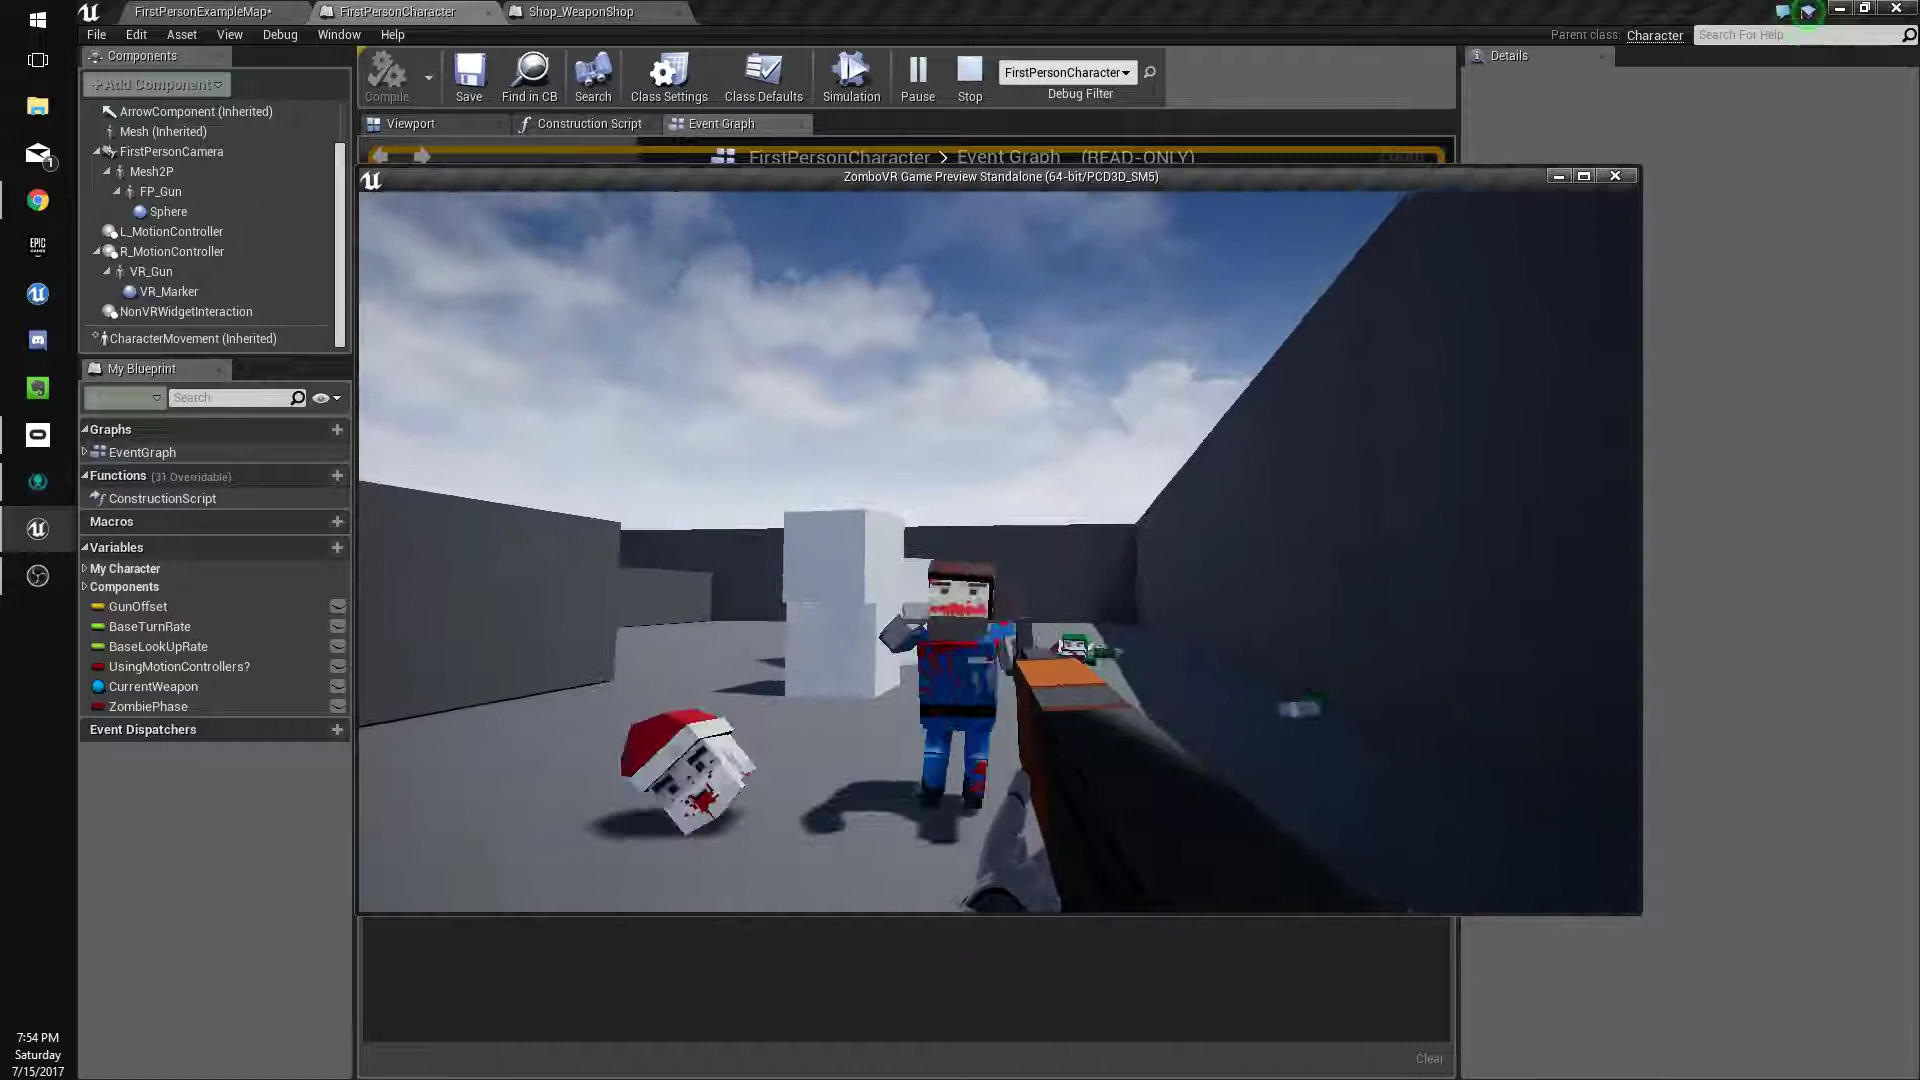 FirstPersonExampleMap*
FirstPersonCharacter
Shop_WeaponShop
File Edit Asset View Debug Window Help
Parent class: Character
Search For Help
Components
+Add Component
ArrowComponent (Inherited)
Mesh (Inherited)
FirstPersonCamera
Mesh2P
FP_Gun
Sphere
L_MotionController
R_MotionController
VR_Gun
VR_Marker
NonVRWidgetInteraction
CharacterMovement (Inherited)
My Blueprint
Search
Graphs
EventGraph
Functions (31 Overridable)
ConstructionScript
Macros
Variables
My Character
Components
GunOffset
BaseTurnRate
BaseLookUpRate
UsingMotionControllers?
CurrentWeapon
ZombiePhase
Event Dispatchers
Compile
Save
Find in CB
Search
Class Settings
Class Defaults
Simulation
Pause
Stop
FirstPersonCharacter
Debug Filter
Viewport
Construction Script
Event Graph
FirstPersonCharacter > Event Graph (READ-ONLY)
ZomboVR Game Preview Standalone (64-bit/PCD3D_SM5)
Details
Clear
EPIC
GAMES
1
7:54 PM
Saturday
7/15/2017